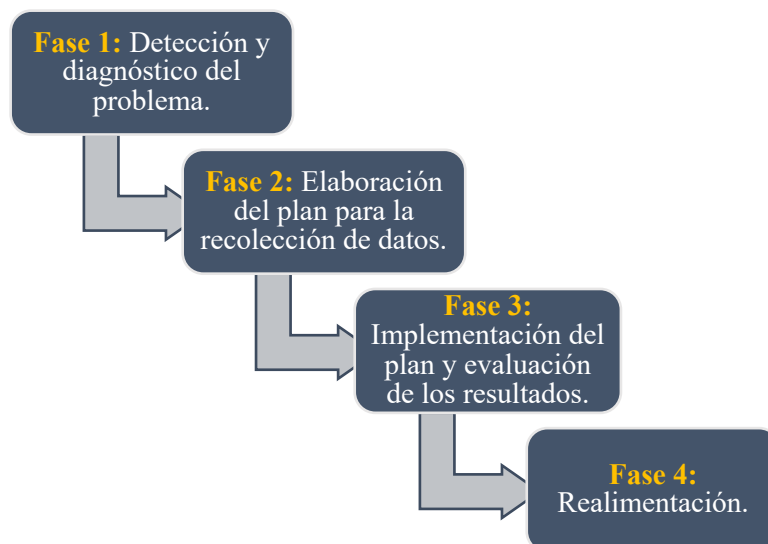 Fase 1: Detección y
diagnóstico del
problema.
Fase 2: Elaboración
del plan para la
recolección de datos.
Fase 3:
Implementación del
plan y evaluación
de los resultados.
Fase 4:
Realimentación.